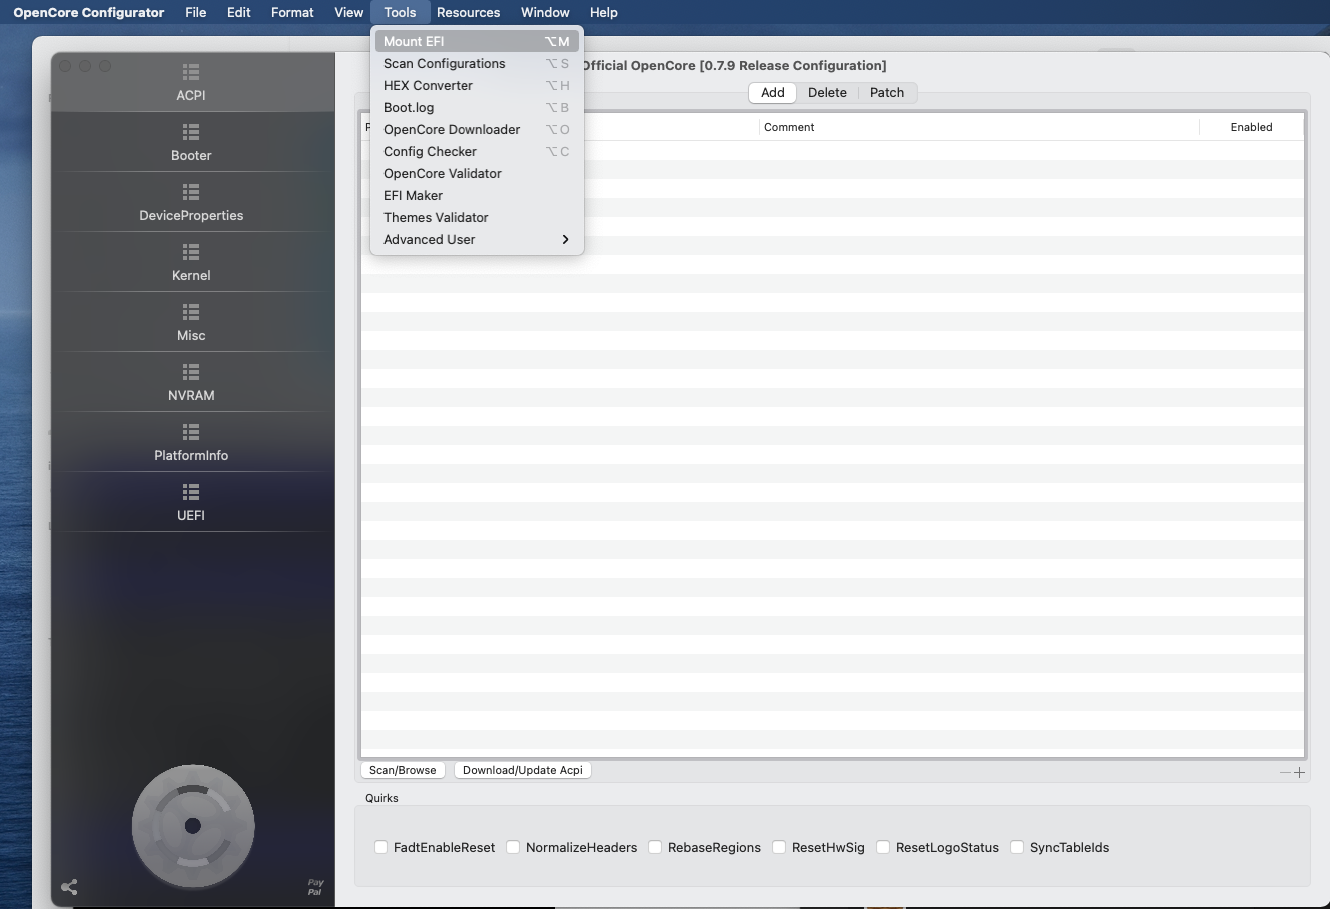 OpenCore Configurator File Edit Format View Tools Resources Window Help
Official OpenCore [0.7.9 Release Configuration]
Mount EFI ⌥M
Scan Configurations ⌥S
HEX Converter ⌥H
Boot.log ⌥B
OpenCore Downloader ⌥O
Config Checker ⌥C
OpenCore Validator
EFI Maker
Themes Validator
Advanced User
ACPI
Booter
DeviceProperties
Kernel
Misc
NVRAM
PlatformInfo
UEFI
Pay
Pal
Add Delete Patch
Comment Enabled
Scan/Browse Download/Update Acpi
Quirks
FadtEnableReset NormalizeHeaders RebaseRegions ResetHwSig ResetLogoStatus SyncTableIds